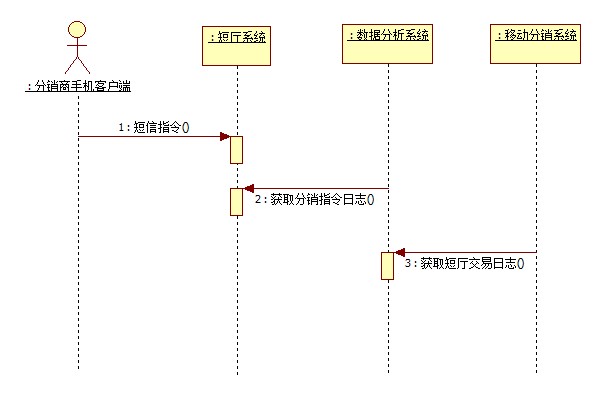 :短厅系统
:数据分析系统
:移动分销系统
:分销商手机客户端
1:短信指令()
2:获取分销指令日志()
3:获取短厅交易日志()